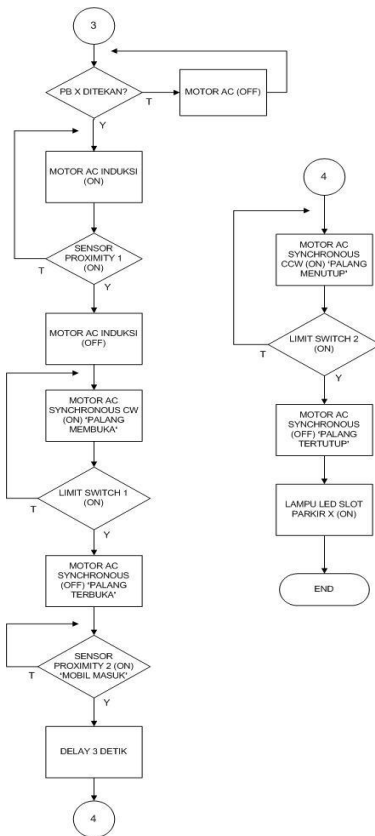 3
PB X DITEKAN?
T
MOTOR AC (OFF)
Y
MOTOR AC INDUKSI
(ON)
SENSOR
PROXIMITY 1
(ON)
T
Y
MOTOR AC INDUKSI
(OFF)
MOTOR AC
SYNCHRONOUS CW
(ON) "PALANG
MEMBUKA"
LIMIT SWITCH 1
(ON)
T
Y
MOTOR AC
SYNCHRONOUS
(OFF) 'PALANG
TERBUKA'
SENSOR
PROXIMITY 2 (ON)
'MOBIL MASUK'
T
Y
DELAY 3 DETIK
4
4
MOTOR AC
SYNCHRONOUS
CCW (ON) 'PALANG
MENUTUP'
LIMIT SWITCH 2
(ON)
T
Y
MOTOR AC
SYNCHRONOUS
(OFF) 'PALANG
TERTUTUP'
LAMPU LED SLOT
PARKIR X (ON)
END